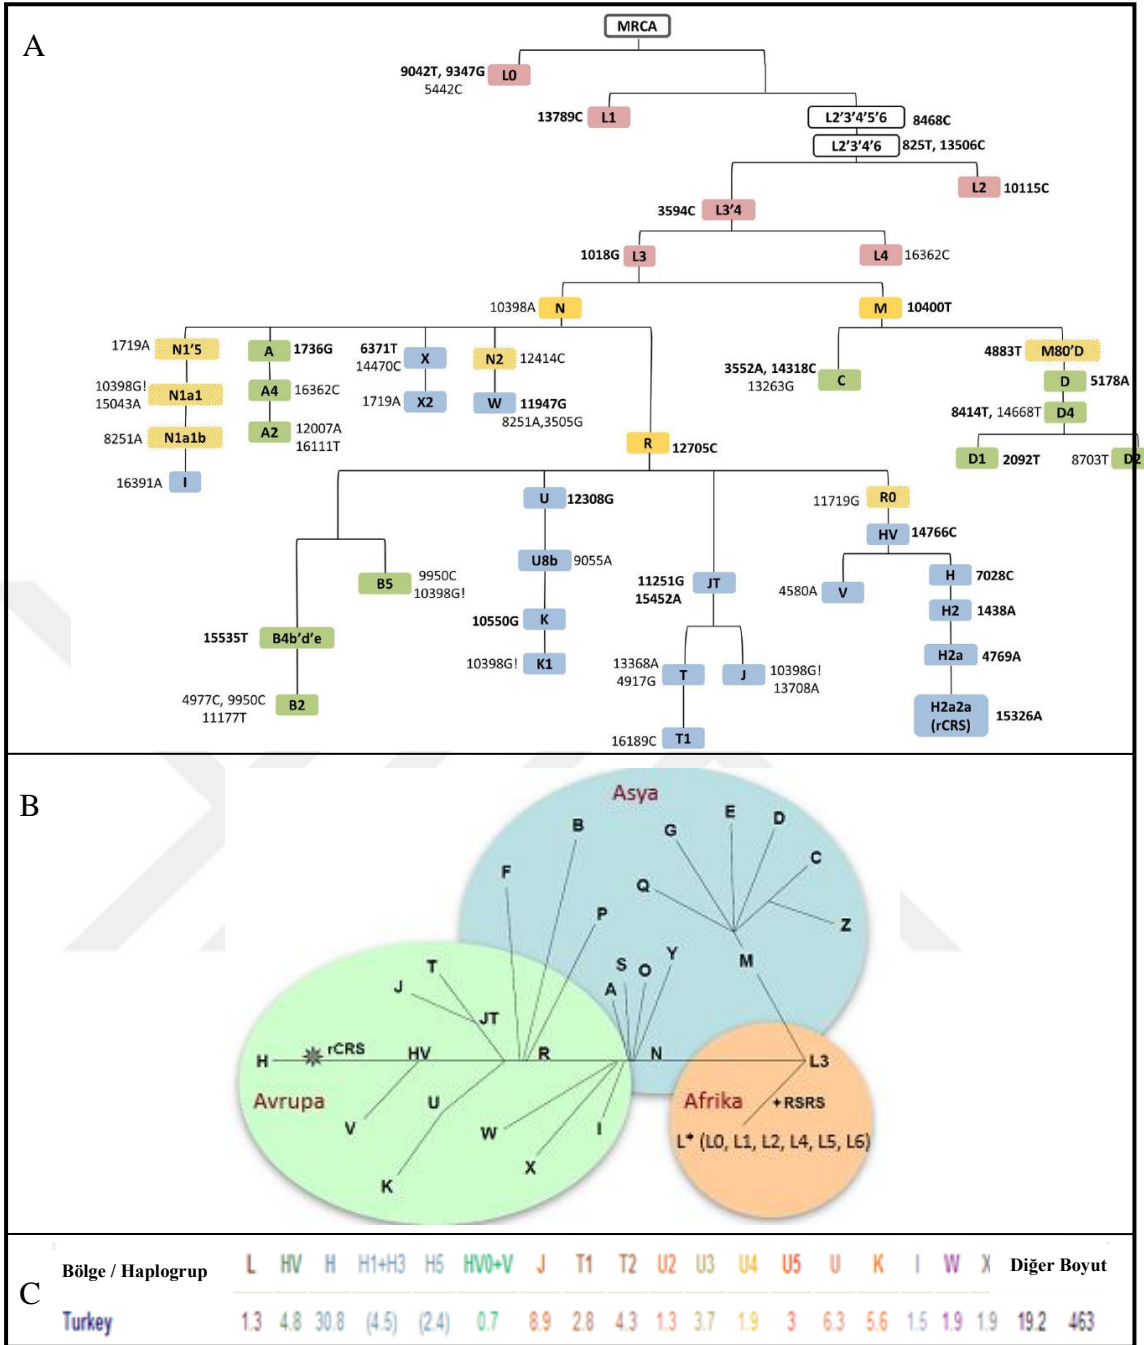 A
MRCA
9042T, 9347G L0
5442C
13789C L1
L2'3'4'5'6 8468C
L2'3'4'6 825T, 13506C
L2 10115C
3594C L3'4
1018G L3
L4 16362C
10398A N
M 10400T
1719A N1'5
A 1736G
6371T X
14470C
N2 12414C
4883T M80'D
3552A, 14318C C
13263G
D 5178A
10398G! N1a1
15043A
A4 16362C
1719A X2
W 11947G
8251A,3505G
8414T, 14668T D4
8251A N1a1b
A2 12007A
16111T
R 12705C
D1 2092T
8703T D2
16391A I
U 12308G
11719G R0
HV 14766C
U8b 9055A
B5 9950C
10398G!
11251G JT
15452A
4580A V
H 7028C
H2 1438A
10550G K
15535T B4b'd'e
H2a 4769A
10398G! K1
13368A T
4917G
J 10398G!
13708A
4977C, 9950C B2
11177T
H2a2a
(rCRS) 15326A
16189C T1
B
Asya
B G E D
F C
Q
P Z
T S O Y M
J A
JT
H rCRS HV R N L3
Avrupa U Afrika RSRS
V W I L* (L0, L1, L2, L4, L5, L6)
K X
C
Bölge / Haplogrup L HV H H1+H3 H5 HV0+V J T1 T2 U2 U3 U4 U5 U K I W X Diğer Boyut
Turkey 1.3 4.8 30.8 (4.5) (2.4) 0.7 8.9 2.8 4.3 1.3 3.7 1.9 3 6.3 5.6 1.5 1.9 1.9 19.2 463